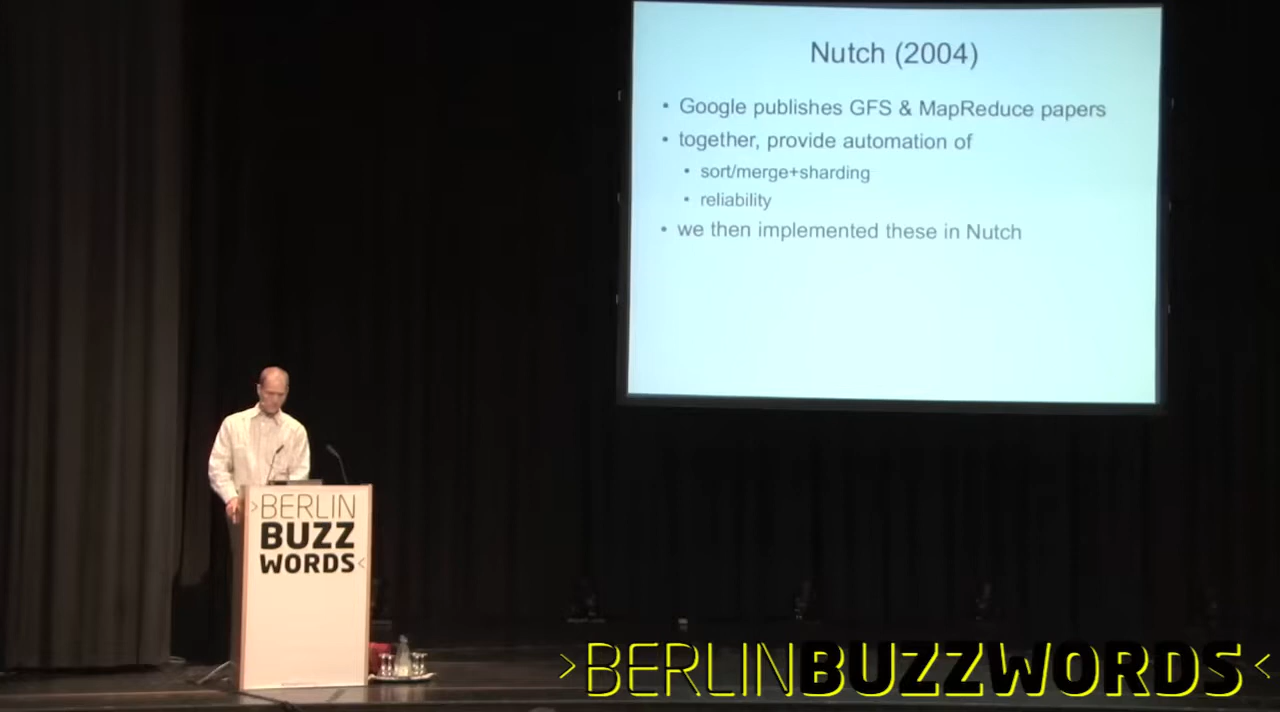 Nutch (2004)
• Google publishes GFS & MapReduce papers
• together, provide automation of
• sort/merge+sharding
• reliability
• we then implemented these in Nutch
>BERLIN
BUZZ
WORDS<
>BERLINBUZZWORDS<